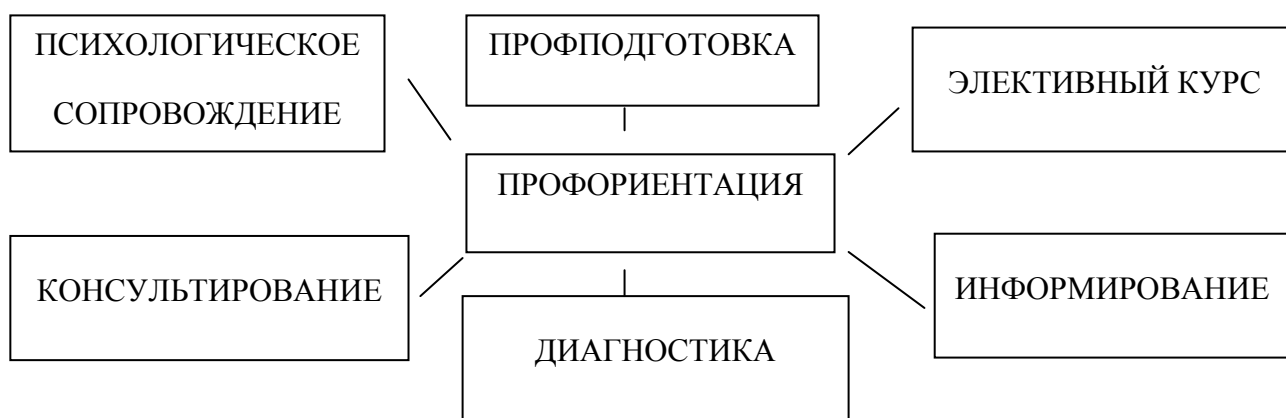 ПСИХОЛОГИЧЕСКОЕ
СОПРОВОЖДЕНИЕ
ПРОФПОДГОТОВКА
ЭЛЕКТИВНЫЙ КУРС
ПРОФОРИЕНТАЦИЯ
КОНСУЛЬТИРОВАНИЕ
ИНФОРМИРОВАНИЕ
ДИАГНОСТИКА